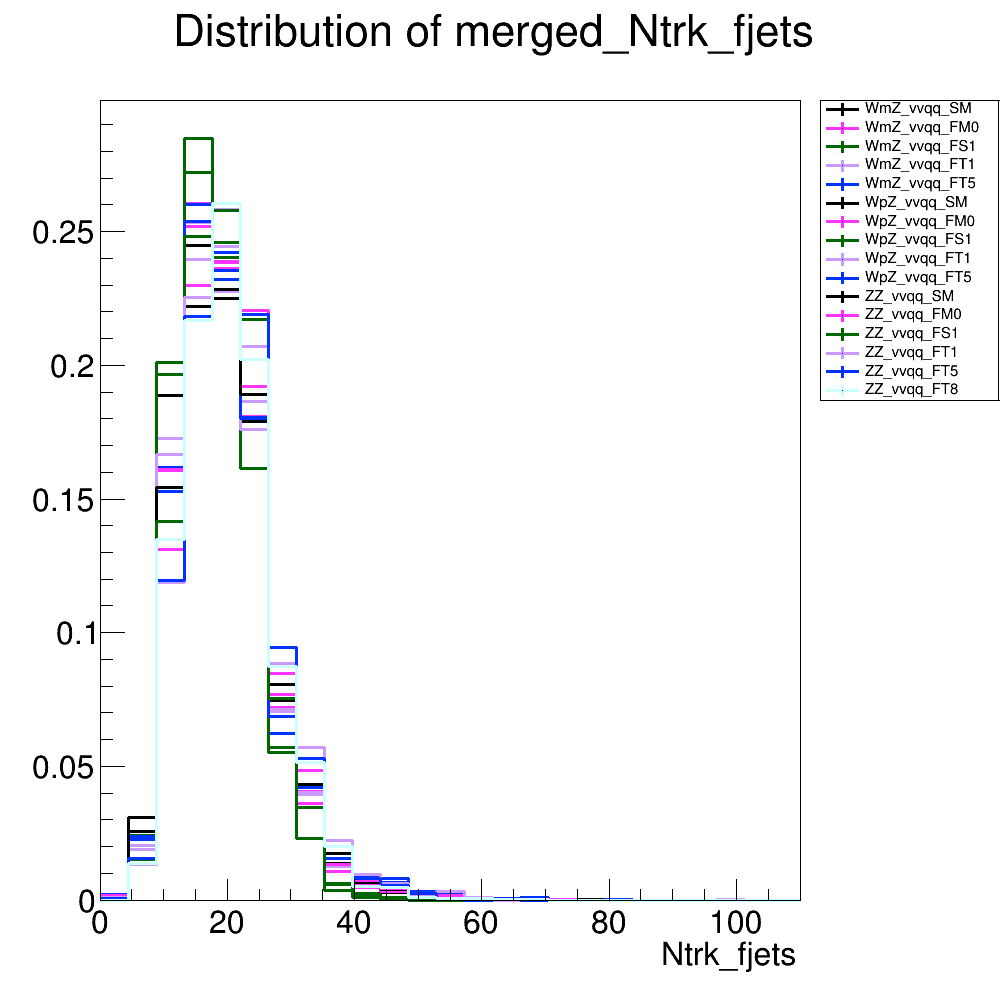 Distribution of merged_Ntrk_fjets
WmZ_vvqq_SM
WmZ_vvqq_FM0
WmZ_vvqq_FS1
WmZ_vvqq_FT1
WmZ_vvqq_FT5
WpZ_vvqq_SM
WpZ_vvqq_FM0
WpZ_vvqq_FS1
WpZ_vvqq_FT1
WpZ_vvqq_FT5
ZZ_vvqq_SM
ZZ_vvqq_FM0
ZZ_vvqq_FS1
ZZ_vvqq_FT1
ZZ_vvqq_FT5
ZZ_vvqq_FT8
0.25
0.2
0.15
0.1
0.05
0
0 20 40 60 80 100
Ntrk_fjets